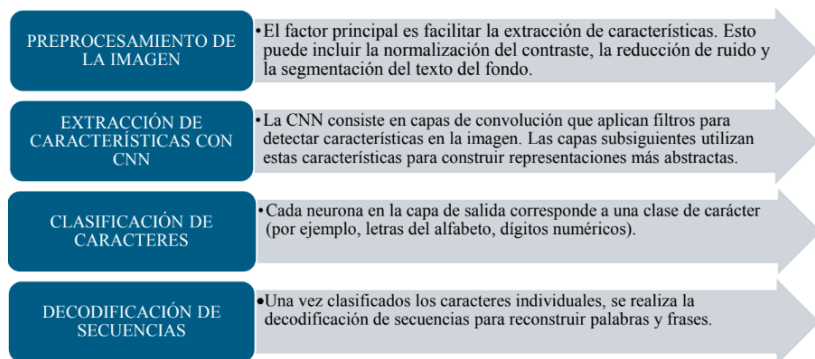 PREPROCESAMIENTO DE
LA IMAGEN
•El factor principal es facilitar la extracción de características. Esto
puede incluir la normalización del contraste, la reducción de ruido y
la segmentación del texto del fondo.
EXTRACCIÓN DE
CARACTERÍSTICAS CON
CNN
•La CNN consiste en capas de convolución que aplican filtros para
detectar características en la imagen. Las capas subsiguientes utilizan
estas características para construir representaciones más abstractas.
CLASIFICACIÓN DE
CARACTERES
•Cada neurona en la capa de salida corresponde a una clase de carácter
(por ejemplo, letras del alfabeto, dígitos numéricos).
DECODIFICACIÓN DE
SECUENCIAS
•Una vez clasificados los caracteres individuales, se realiza la
decodificación de secuencias para reconstruir palabras y frases.